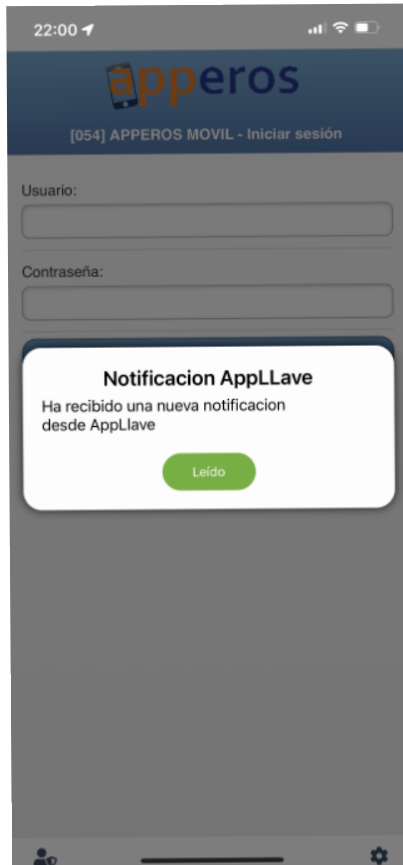 22:00
apperos
[054] APPEROS MOVIL - Iniciar sesión
Usuario:
Contraseña:
Notificacion AppLLave
Ha recibido una nueva notificacion
desde AppLlave
Leído